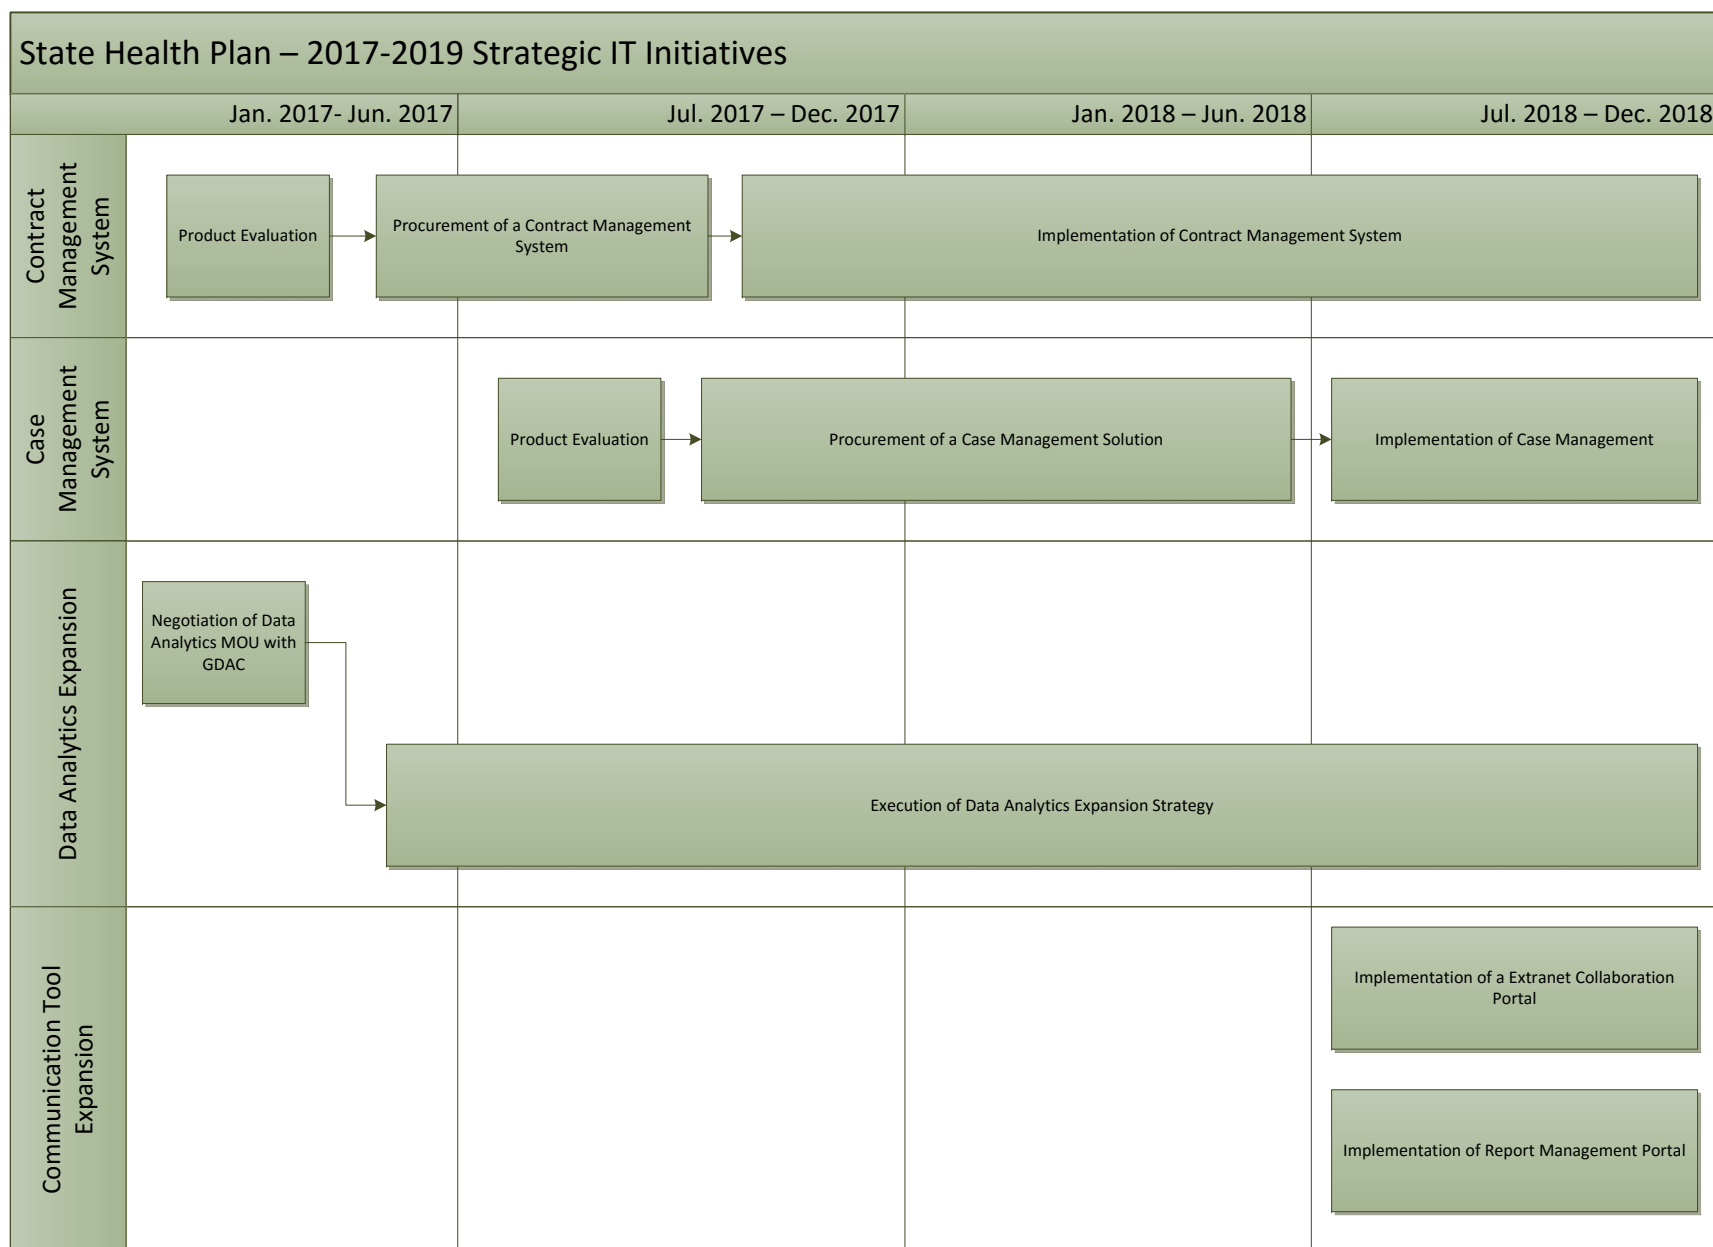 State Health Plan – 2017-2019 Strategic IT Initiatives
Jan. 2017- Jun. 2017
Jul. 2017 – Dec. 2017
Jan. 2018 – Jun. 2018
Jul. 2018 – Dec. 2018
Contract
Management
System
Product Evaluation
Procurement of a Contract Management
System
Implementation of Contract Management System
Case
Management
System
Product Evaluation
Procurement of a Case Management Solution
Implementation of Case Management
Data Analytics Expansion
Negotiation of Data
Analytics MOU with
GDAC
Execution of Data Analytics Expansion Strategy
Communication Tool
Expansion
Implementation of a Extranet Collaboration
Portal
Implementation of Report Management Portal